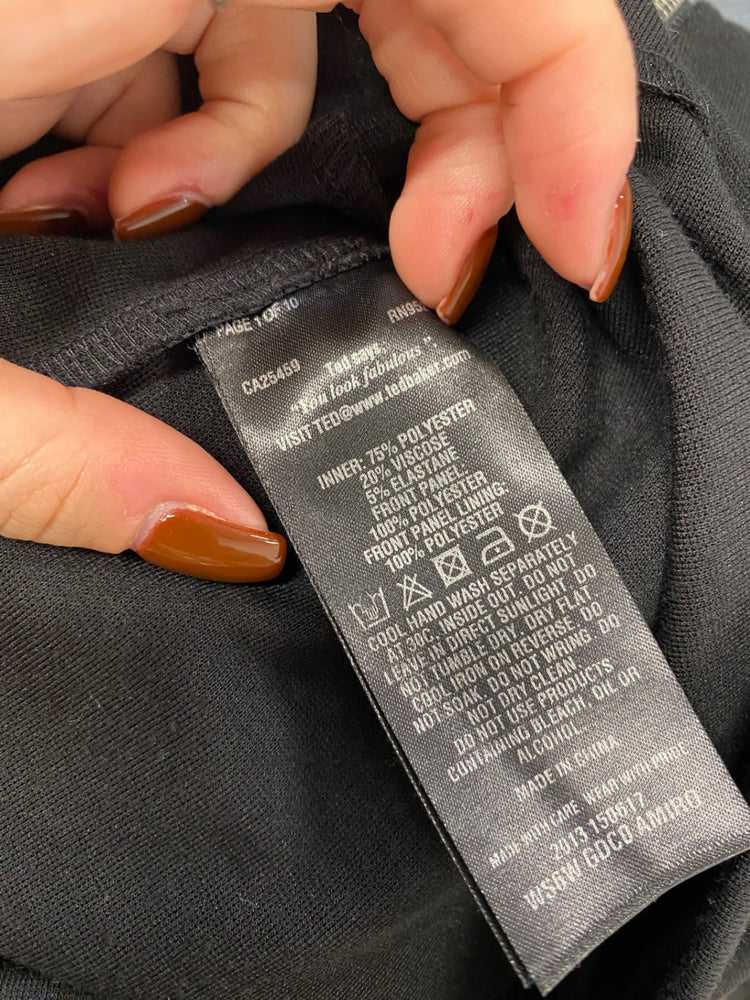 PAGE 1 OF 10
CA25459
Ted says,
"You look fabulous".
VISIT TED@www.tedbaker.com
INNER: 75% POLYESTER
20% VISCOSE
5% ELASTANE
FRONT PANEL:
100% POLYESTER
FRONT PANEL LINING:
100% POLYESTER
COOL HAND WASH SEPARATELY
AT 30C. INSIDE OUT. DO NOT
LEAVE IN DIRECT SUNLIGHT. DO
NOT TUMBLE DRY. DRY FLAT
COOL IRON ON REVERSE. DO
NOT SOAK. DO NOT WRING. DO
NOT DRY CLEAN.
DO NOT USE PRODUCTS
CONTAINING BLEACH, OIL OR
ALCOHOL.
MADE IN CHINA
MADE WITH CARE. WEAR WITH PRIDE
2013 150617
WS6W GDCO AMIRO